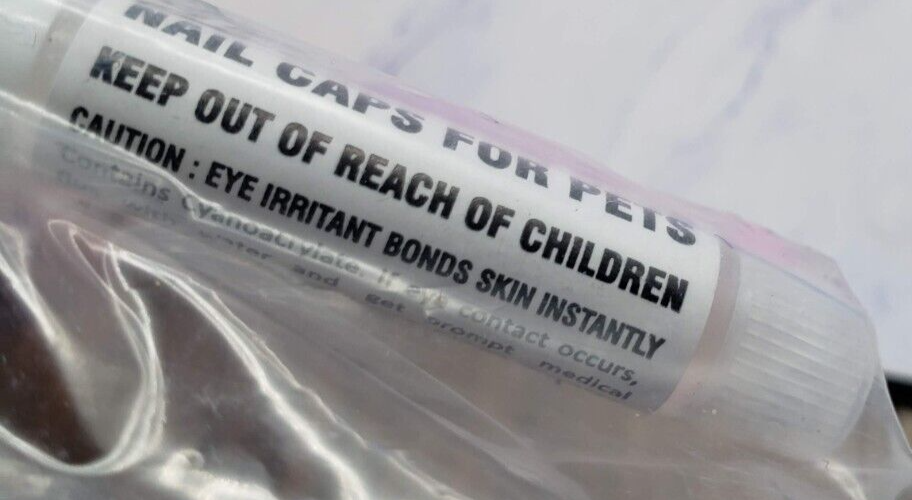 NAIL CAPS FOR PETS
KEEP OUT OF REACH OF CHILDREN
CAUTION : EYE IRRITANT BONDS SKIN INSTANTLY
Contains Cyanoacrylate. If eye contact occurs,
with water and get prompt medical